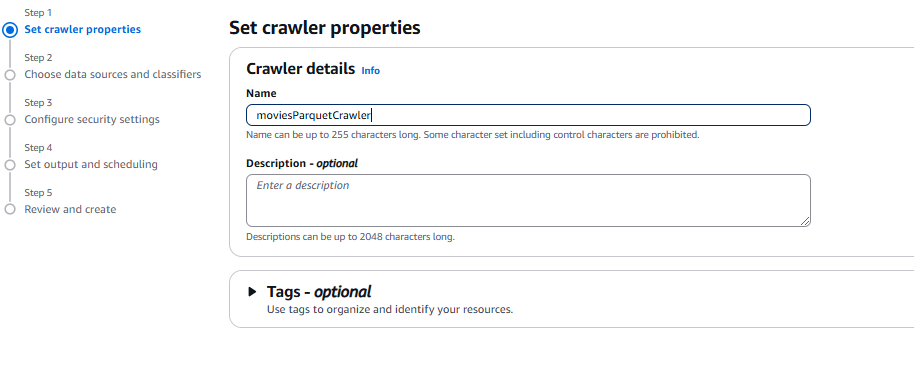 Step 1
Set crawler properties
Step 2
Choose data sources and classifiers
Step 3
Configure security settings
Step 4
Set output and scheduling
Step 5
Review and create
Set crawler properties
Crawler details Info
Name
moviesParquetCrawler
Name can be up to 255 characters long. Some character set including control characters are prohibited.
Description - optional
Enter a description
Descriptions can be up to 2048 characters long.
Tags - optional
Use tags to organize and identify your resources.